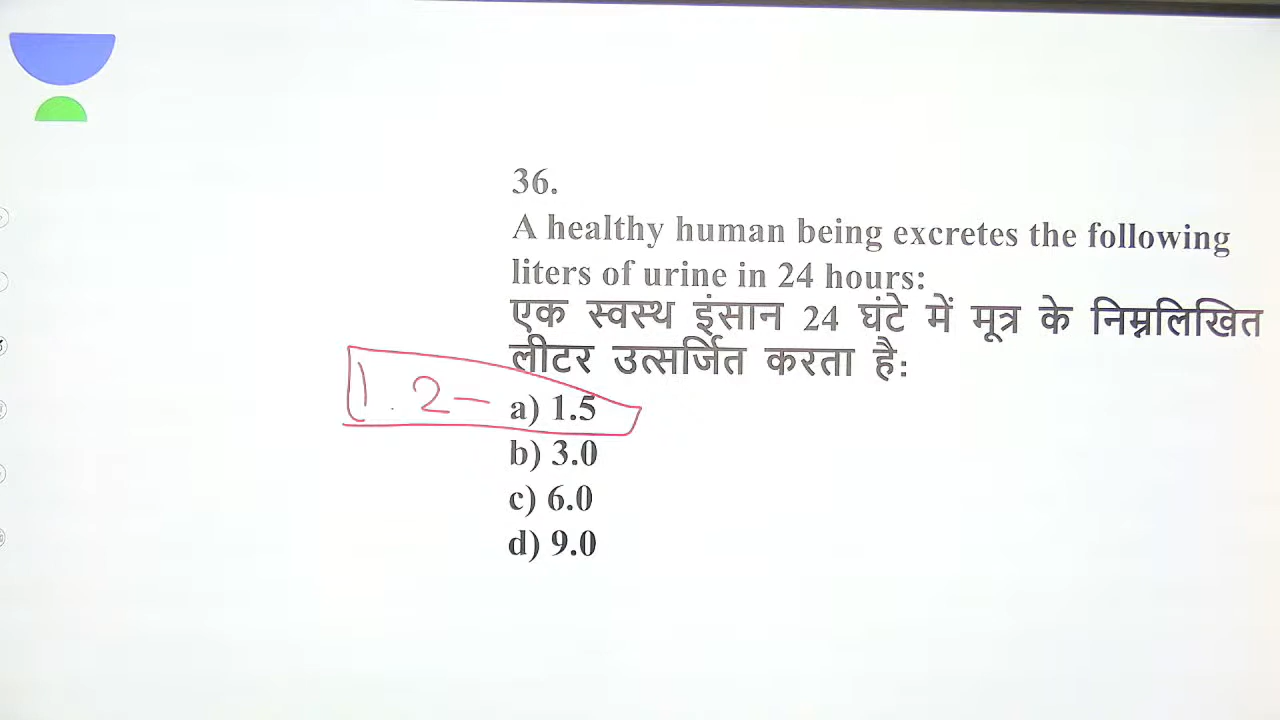 36.
A healthy human being excretes the following
liters of urine in 24 hours:
एक स्वस्थ इंसान 24 घंटे में मूत्र के निम्नलिखित
लीटर उत्सर्जित करता है:
1.2- a) 1.5
b) 3.0
c) 6.0
d) 9.0